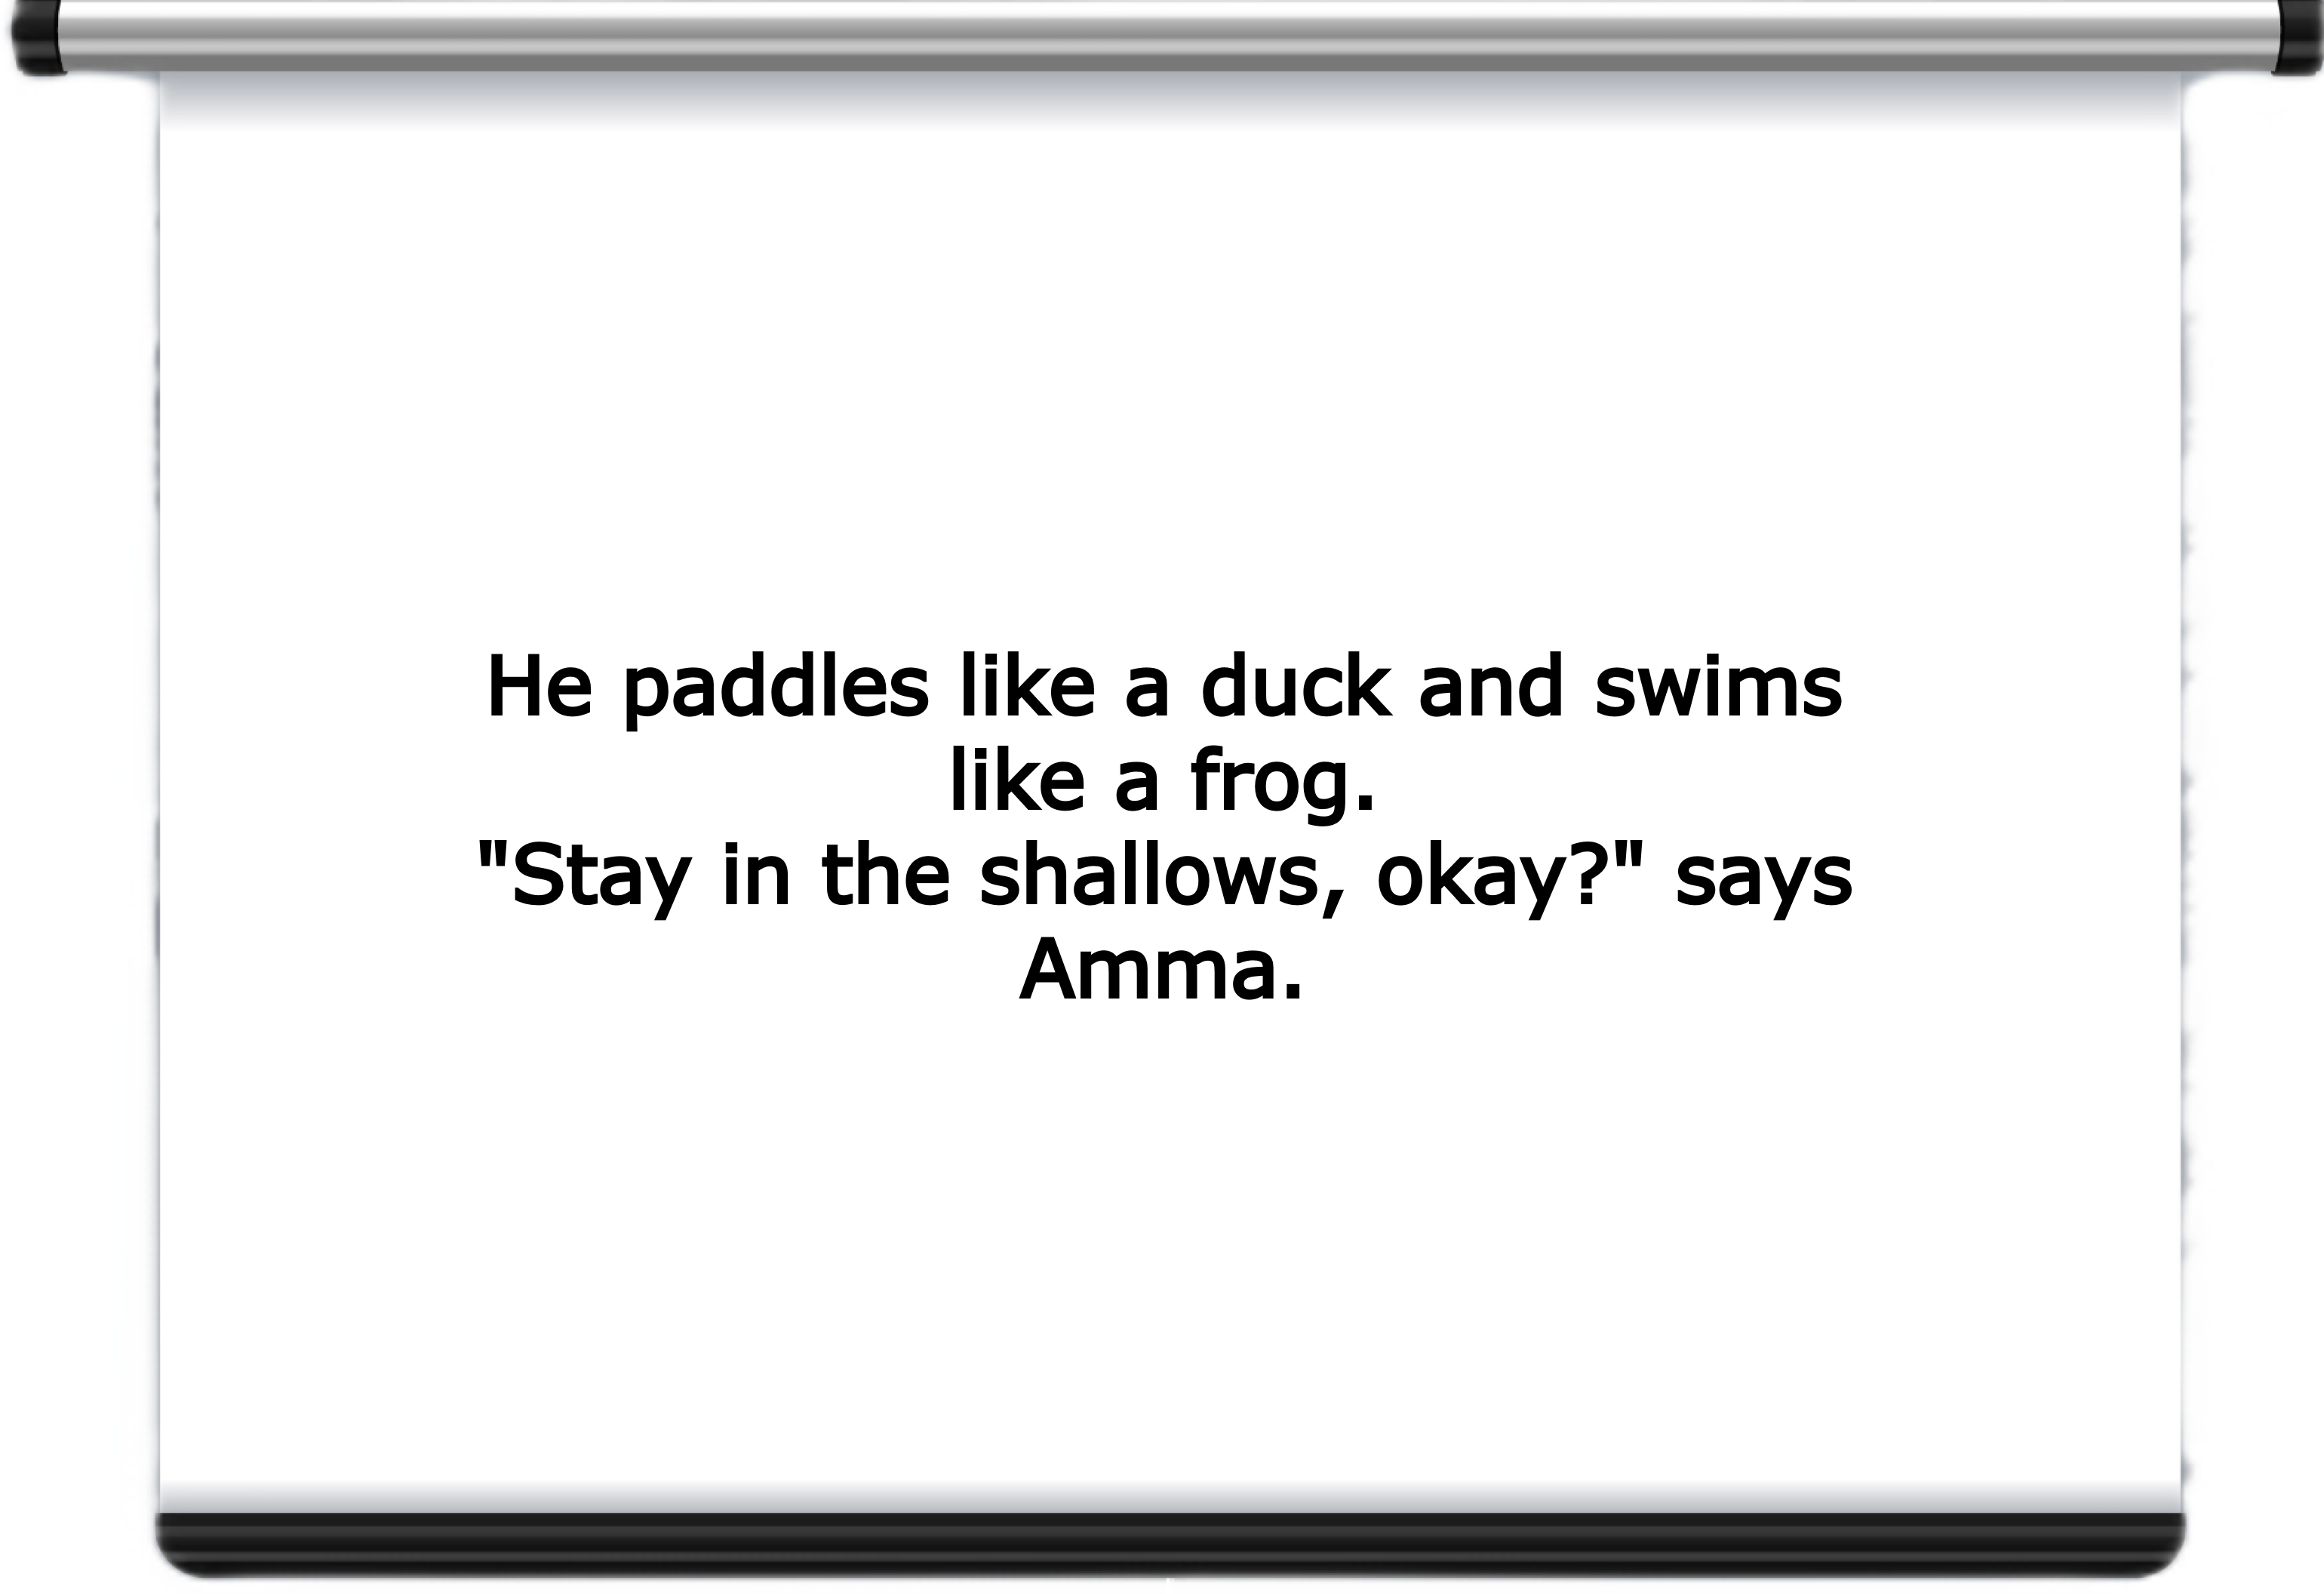 He paddles like a duck and swims
like a frog.
"Stay in the shallows, okay?" says
Amma.